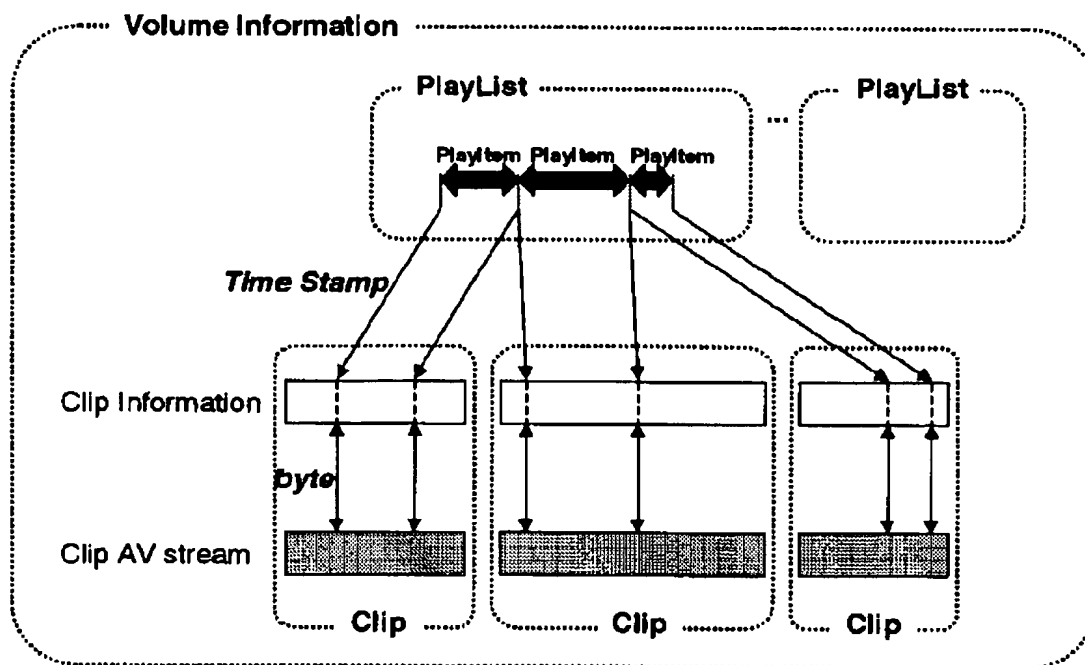 Volume Information
PlayList
...
PlayList
PlayItem PlayItem PlayItem
Time Stamp
Clip Information
byte
Clip AV stream
Clip
Clip
Clip